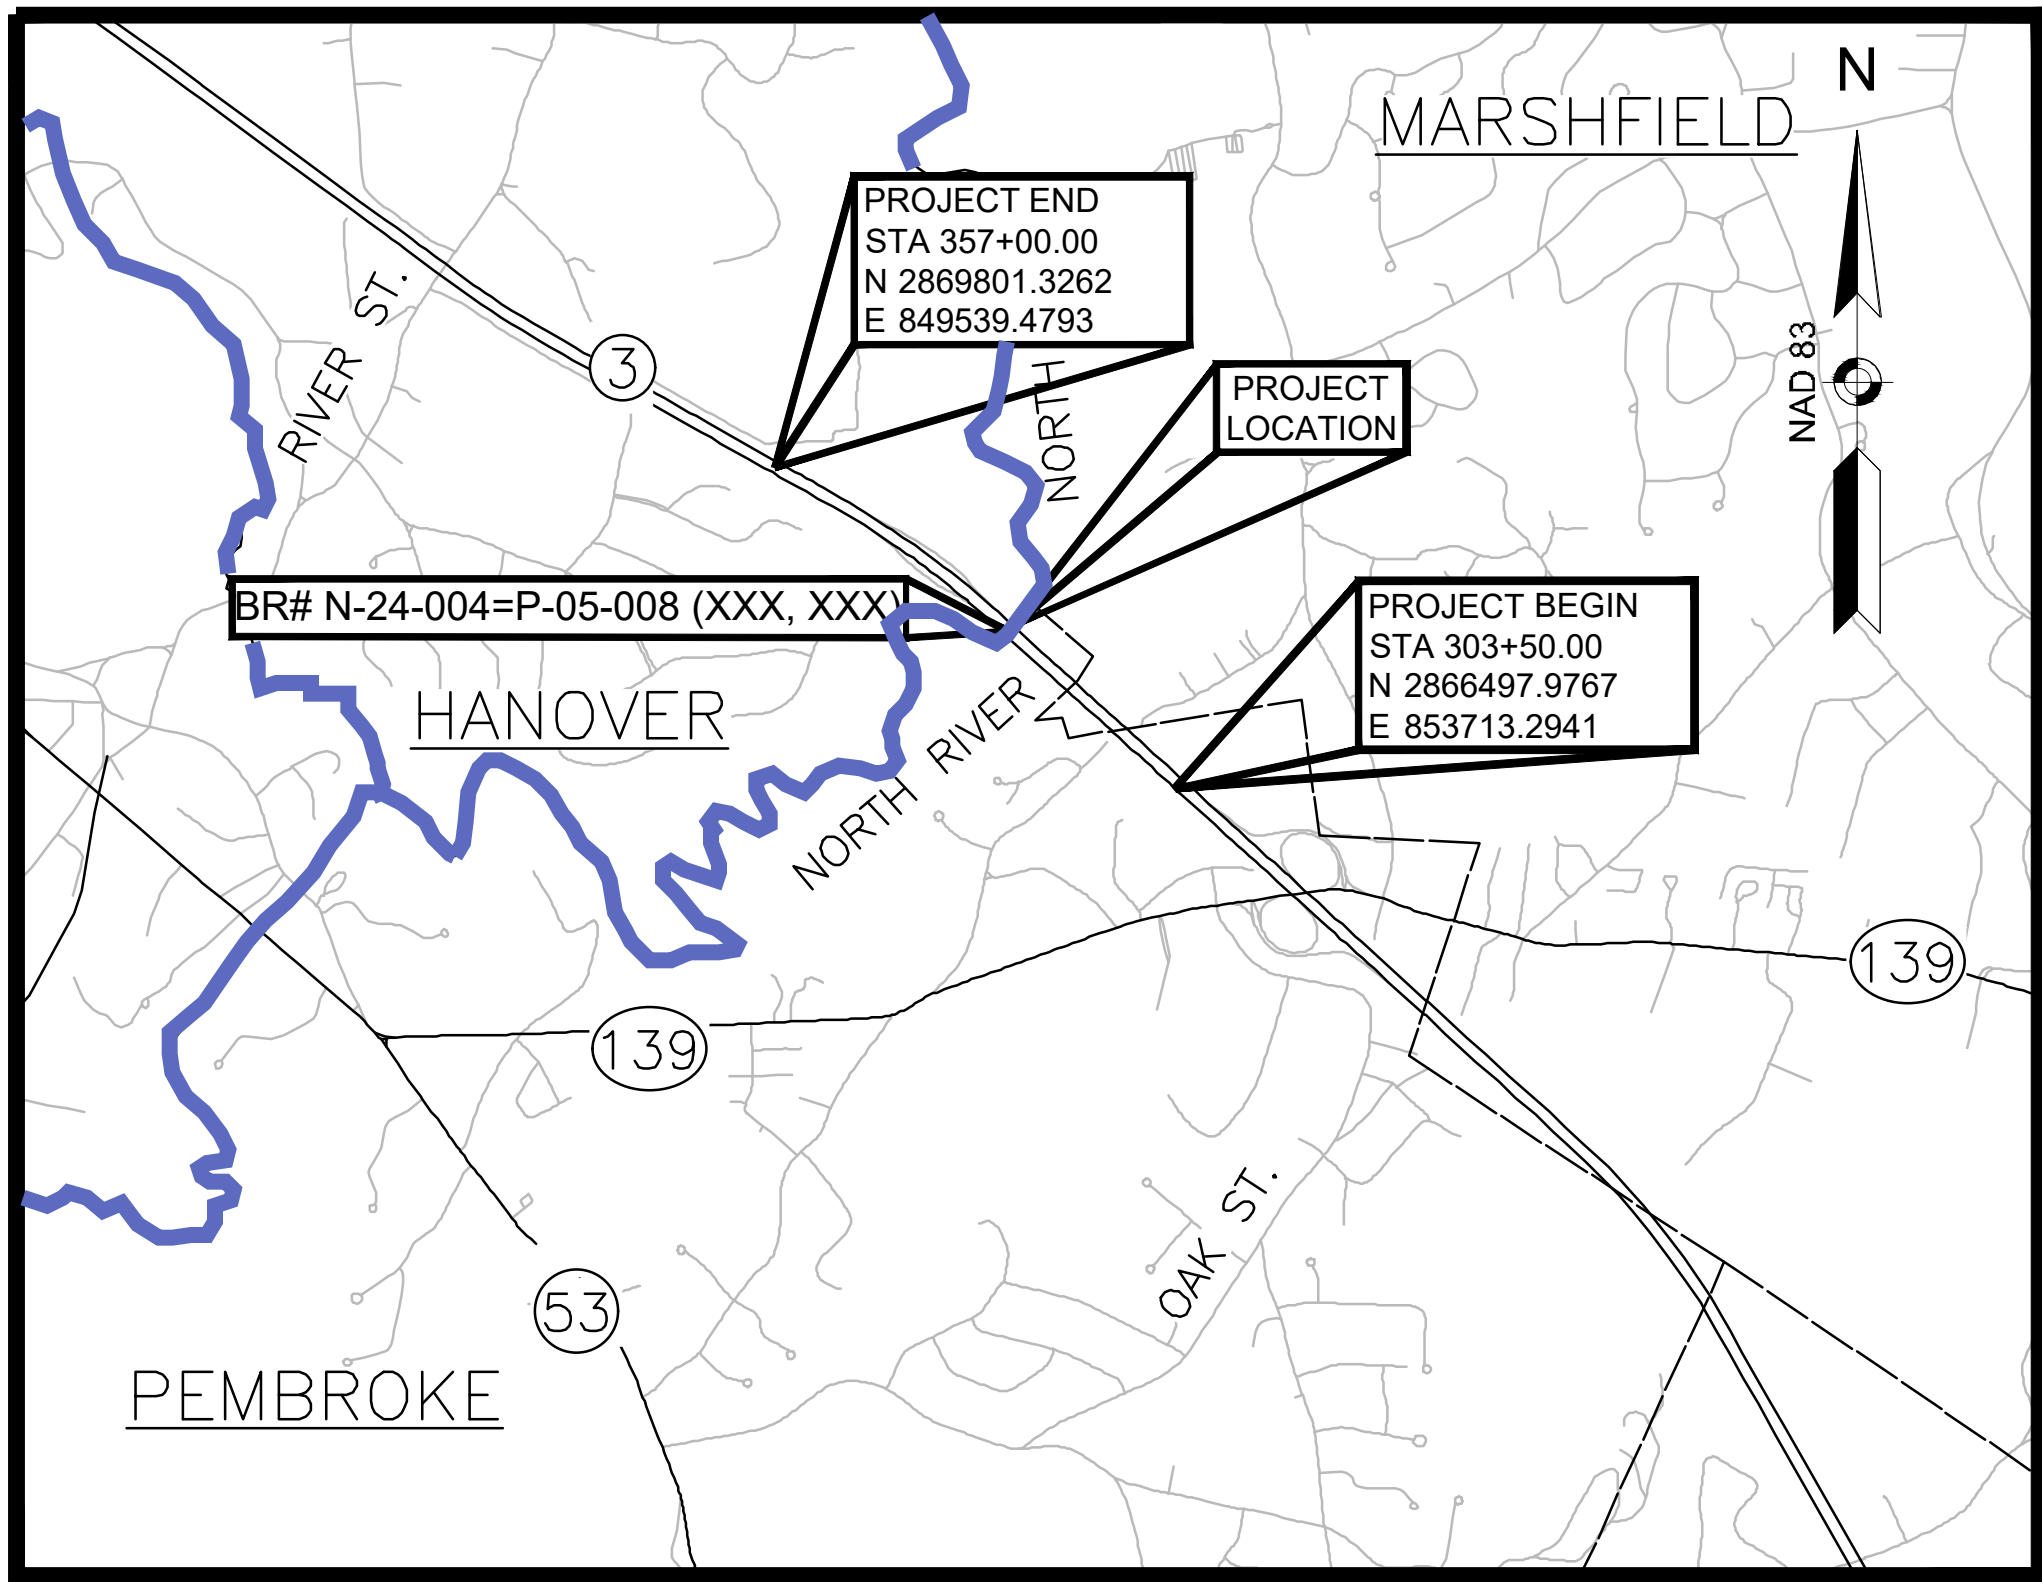 N
MARSHFIELD
PROJECT END
STA 357+00.00
N 2869801.3262
E 849539.4793
RIVER ST.
3
NORTH
PROJECT
LOCATION
NAD 83
BR# N-24-004=P-05-008 (XXX, XXX)
PROJECT BEGIN
STA 303+50.00
N 2866497.9767
E 853713.2941
HANOVER
NORTH RIVER
139
139
OAK ST.
53
PEMBROKE